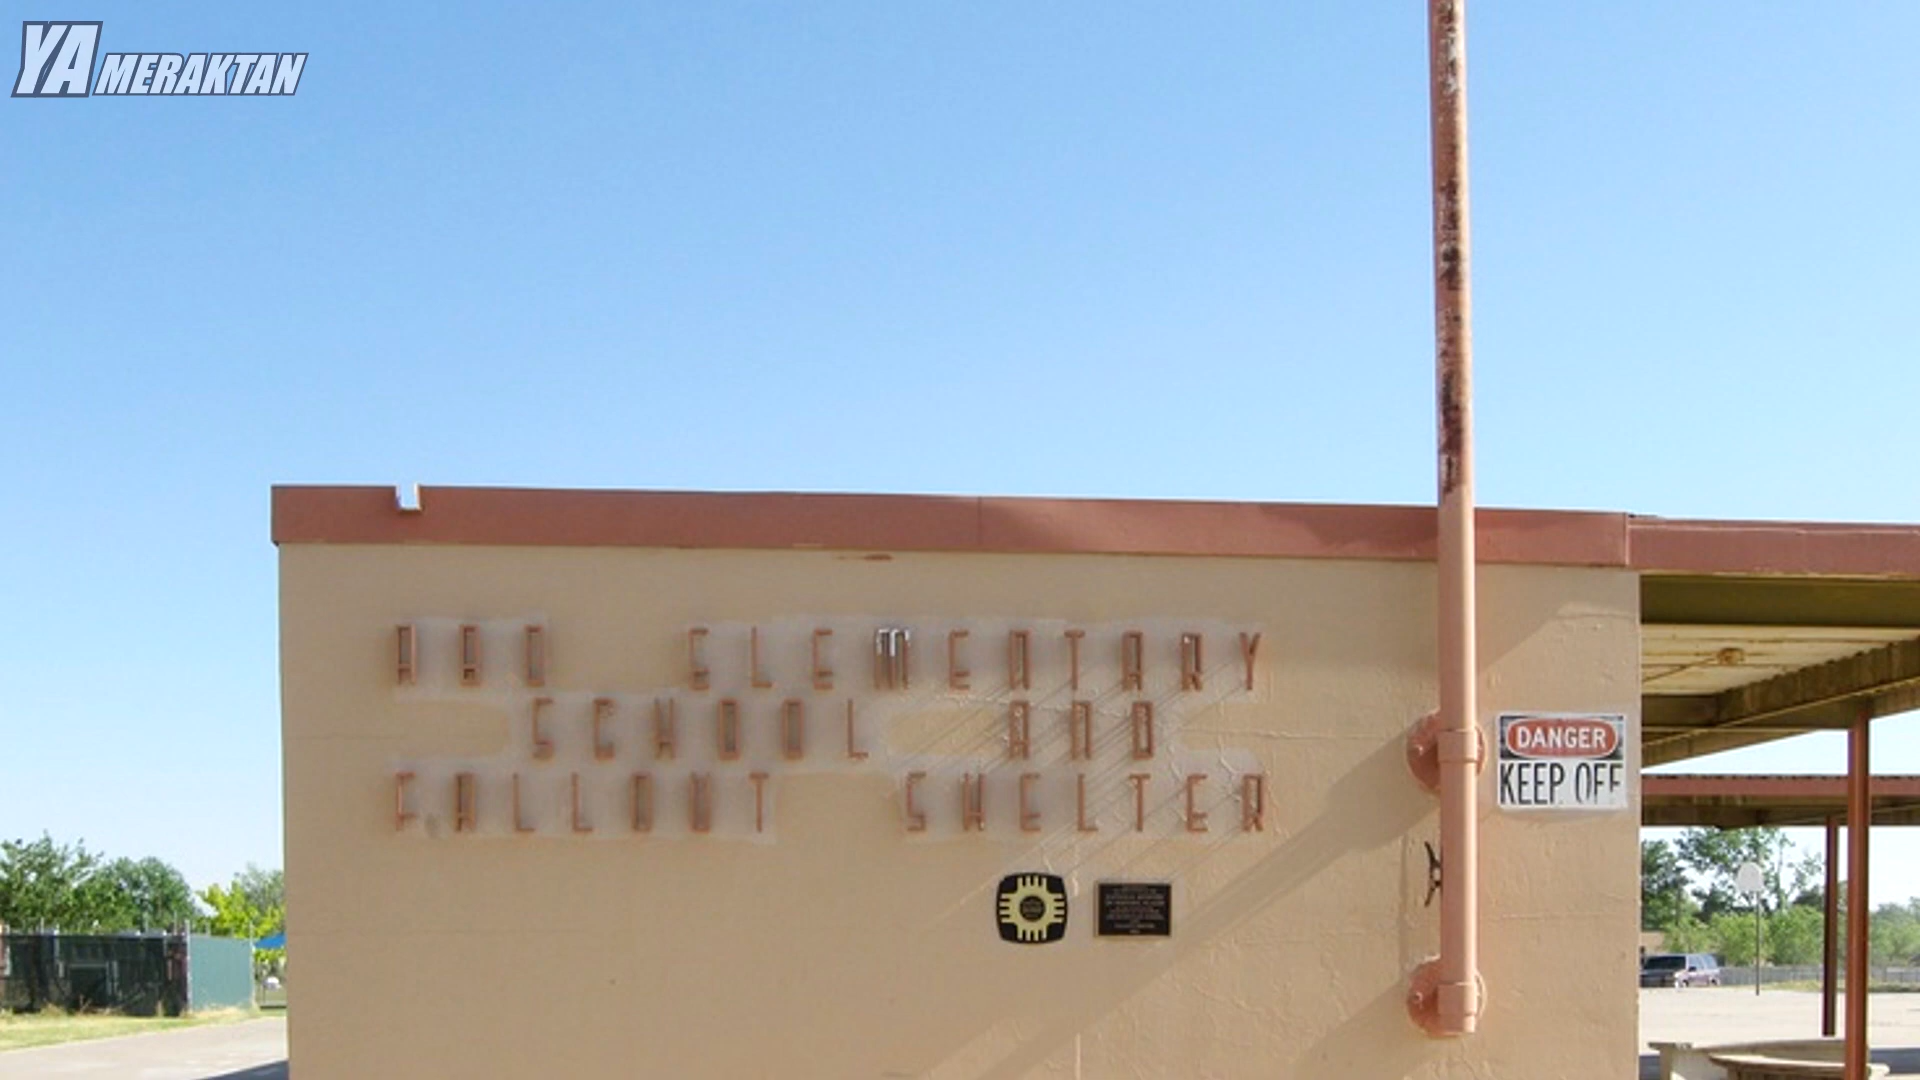 YAMERAKTAN
ABO ELEMENTARY
SCHOOL AND
FALLOUT SHELTER
DANGER
KEEP OFF